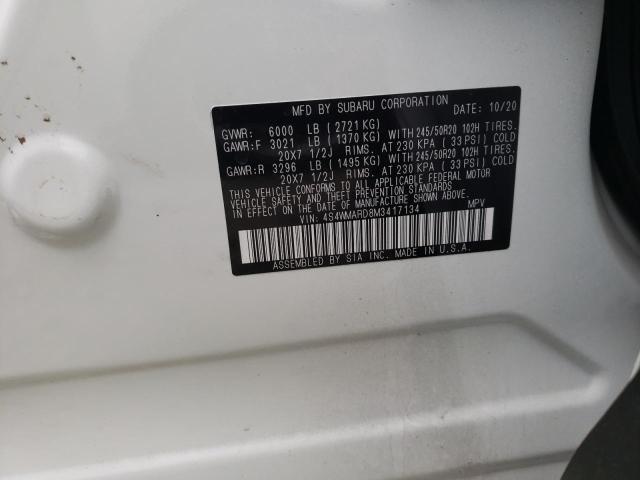 MFD BY SUBARU CORPORATION DATE: 10/20
GVWR: 6000 LB (2721 KG)
GAWR:F 3021 LB (1370 KG) WITH 245/50R20 102H TIRES.
20X7 1/2J RIMS. AT 230 KPA (33 PSI) COLD
GAWR:R 3296 LB (1495 KG) WITH 245/50R20 102H TIRES.
20X7 1/2J RIMS. AT 230 KPA (33 PSI) COLD
THIS VEHICLE CONFORMS TO ALL APPLICABLE FEDERAL MOTOR
VEHICLE SAFETY AND THEFT PREVENTION STANDARDS
IN EFFECT ON THE DATE OF MANUFACTURE SHOWN ABOVE.
VIN: 4S4WMARD8M3417134 MPV
ASSEMBLED BY SIA INC. MADE IN U.S.A.